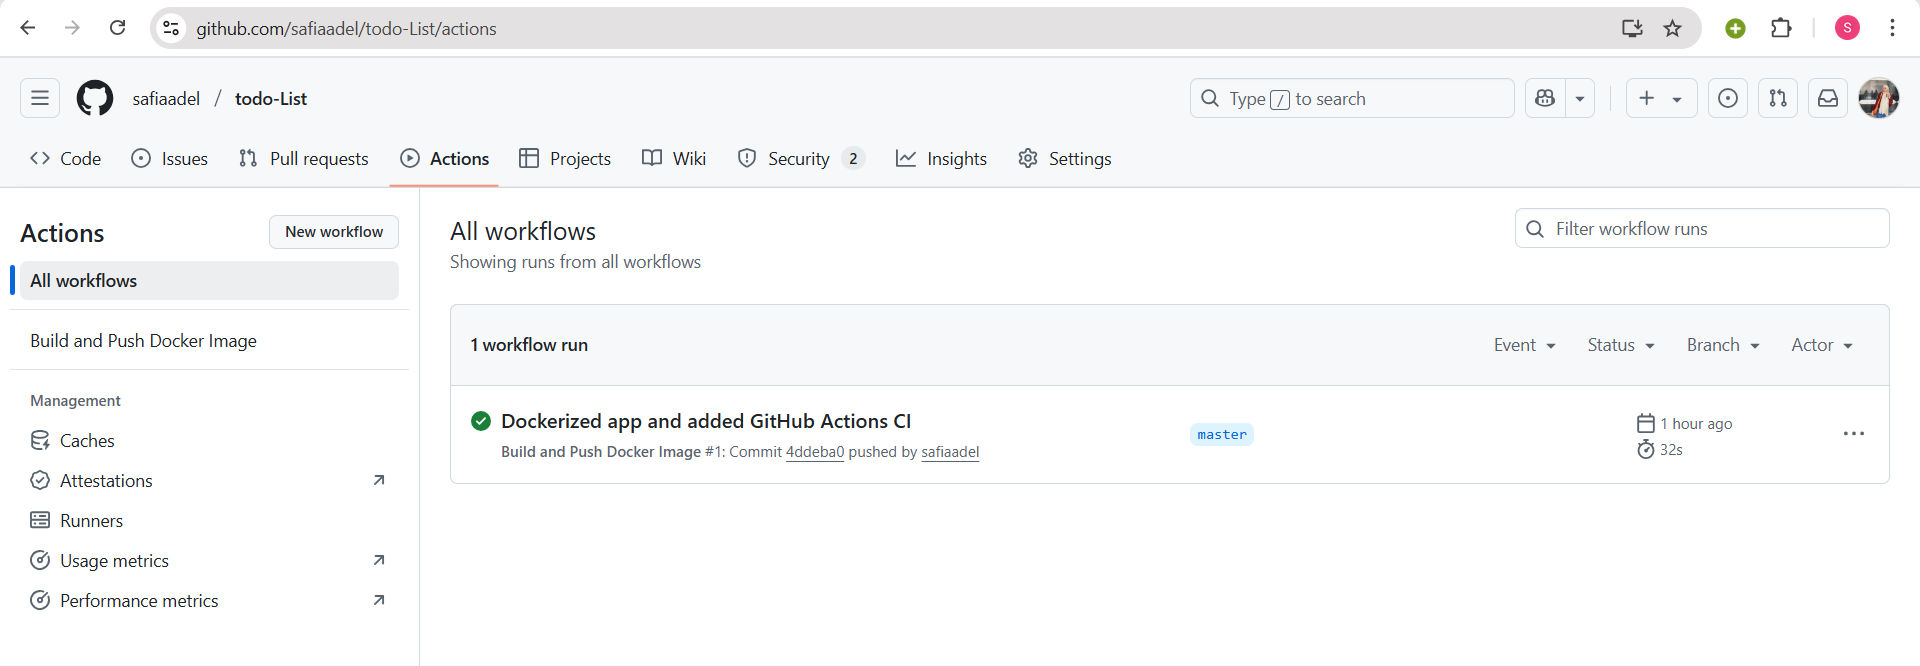 github.com/safiaadel/todo-List/actions
S
safiaadel / todo-List
Type / to search
Code
Issues
Pull requests
Actions
Projects
Wiki
Security 2
Insights
Settings
Actions
New workflow
All workflows
Build and Push Docker Image
Management
Caches
Attestations
Runners
Usage metrics
Performance metrics
All workflows
Showing runs from all workflows
Filter workflow runs
1 workflow run
Event
Status
Branch
Actor
Dockerized app and added GitHub Actions CI
Build and Push Docker Image #1: Commit 4ddeba0 pushed by safiaadel
master
1 hour ago
32s